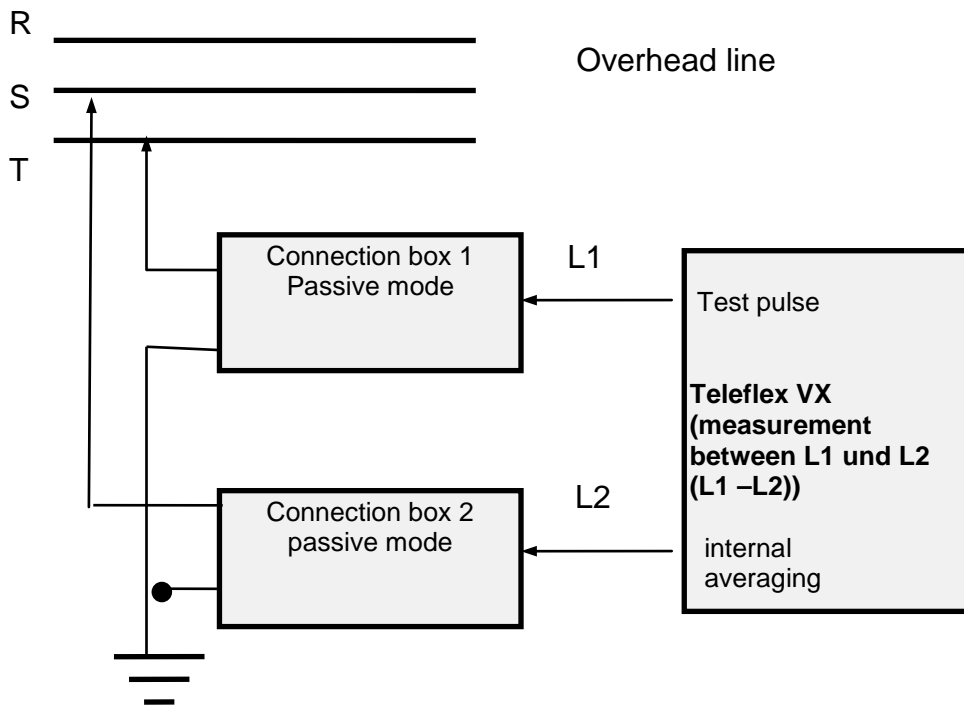 R
Overhead line
S
T
Connection box 1
Passive mode
L1
Test pulse
Teleflex VX
(measurement
between L1 und L2
(L1 –L2))
Connection box 2
passive mode
L2
internal
averaging